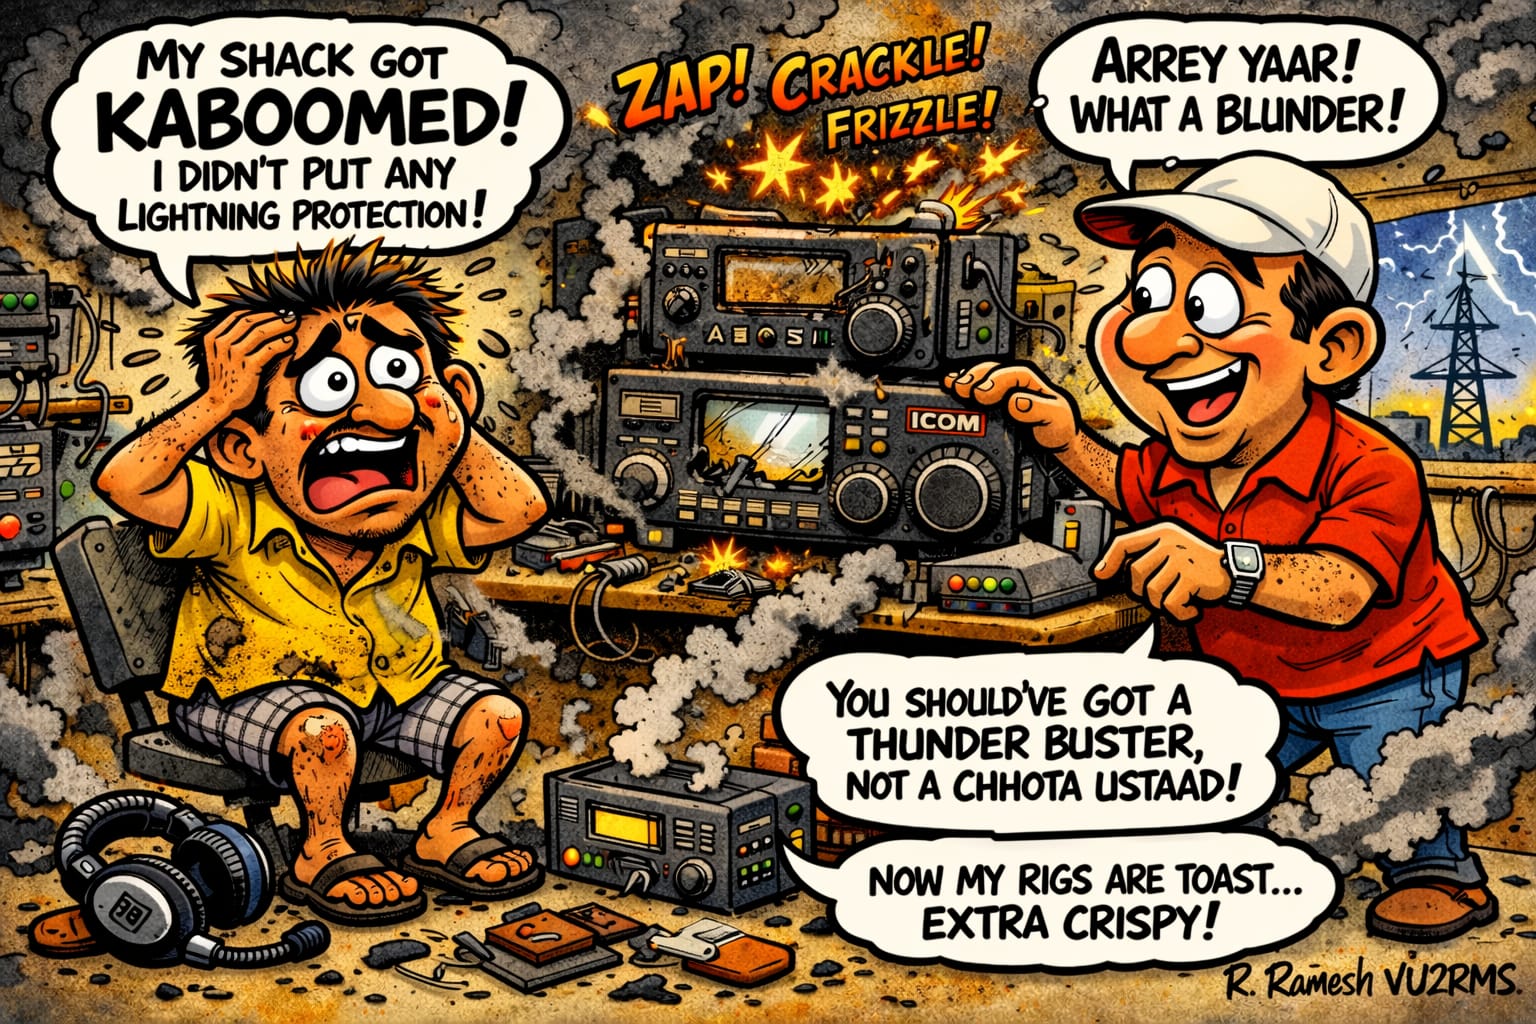 MY SHACK GOT
KABOOMED!
I DIDN'T PUT ANY
LIGHTNING PROTECTION!
ZAP! CRACKLE!
FRIZZLE!
ARREY YAAR!
WHAT A BLUNDER!
ICOM
YOU SHOULD'VE GOT A
THUNDER BUSTER,
NOT A CHHOTA USTAAD!
NOW MY RIGS ARE TOAST...
EXTRA CRISPY!
R. Ramesh VU2RMS.